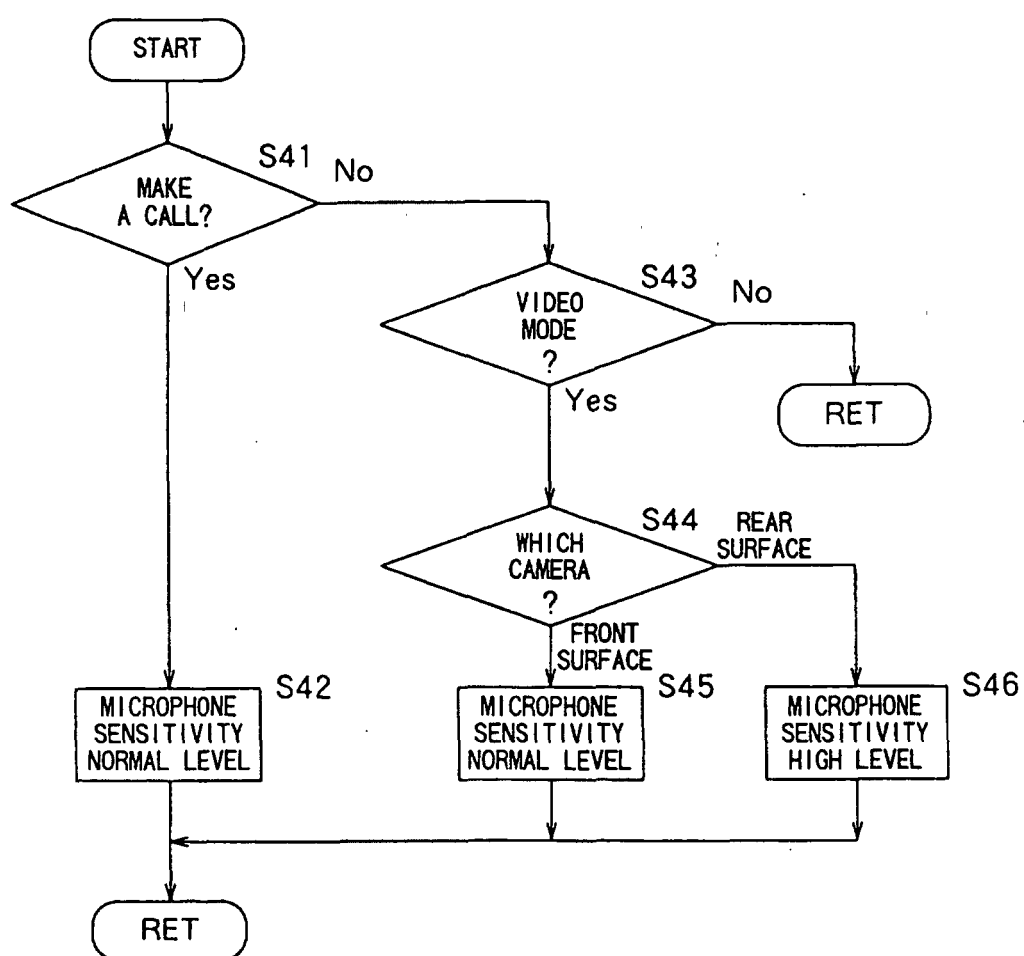 START
S41
No
MAKE
A CALL?
Yes
S43
No
VIDEO
MODE
?
Yes
RET
S44
REAR
SURFACE
WHICH
CAMERA
?
FRONT
SURFACE
S42
MICROPHONE
SENSITIVITY
NORMAL LEVEL
S45
MICROPHONE
SENSITIVITY
NORMAL LEVEL
S46
MICROPHONE
SENSITIVITY
HIGH LEVEL
RET